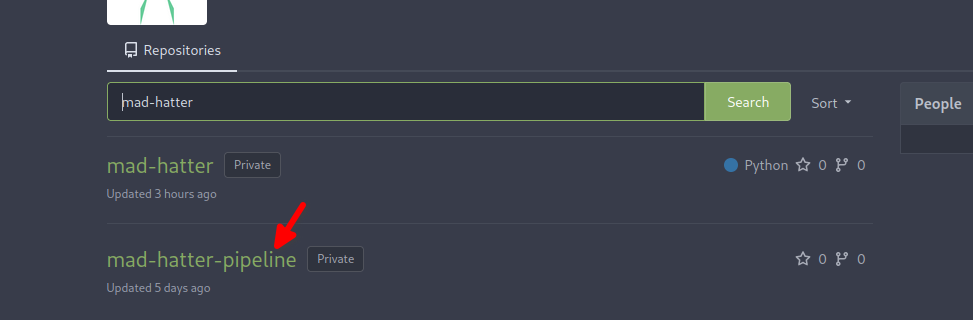 Repositories
mad-hatter
Search
Sort
People
mad-hatter Private
Python 0 0
Updated 3 hours ago
mad-hatter-pipeline Private
0 0
Updated 5 days ago